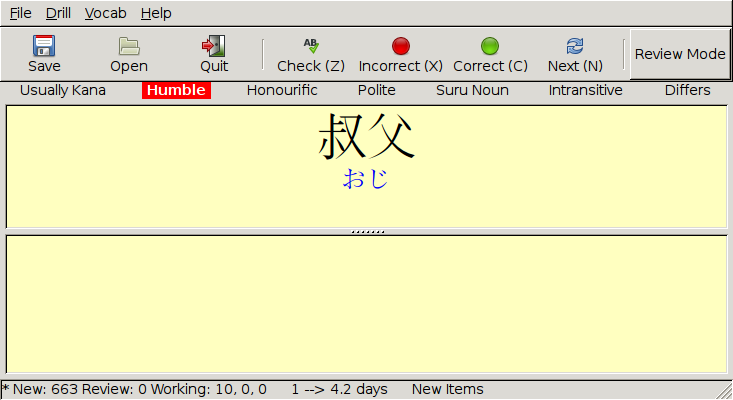 File Drill Vocab Help
Save Open Quit Check (Z) Incorrect (X) Correct (C) Next (N) Review Mode
Usually Kana Humble Honourific Polite Suru Noun Intransitive Differs
叔父
おじ
* New: 663 Review: 0 Working: 10, 0, 0 1 --> 4.2 days New Items